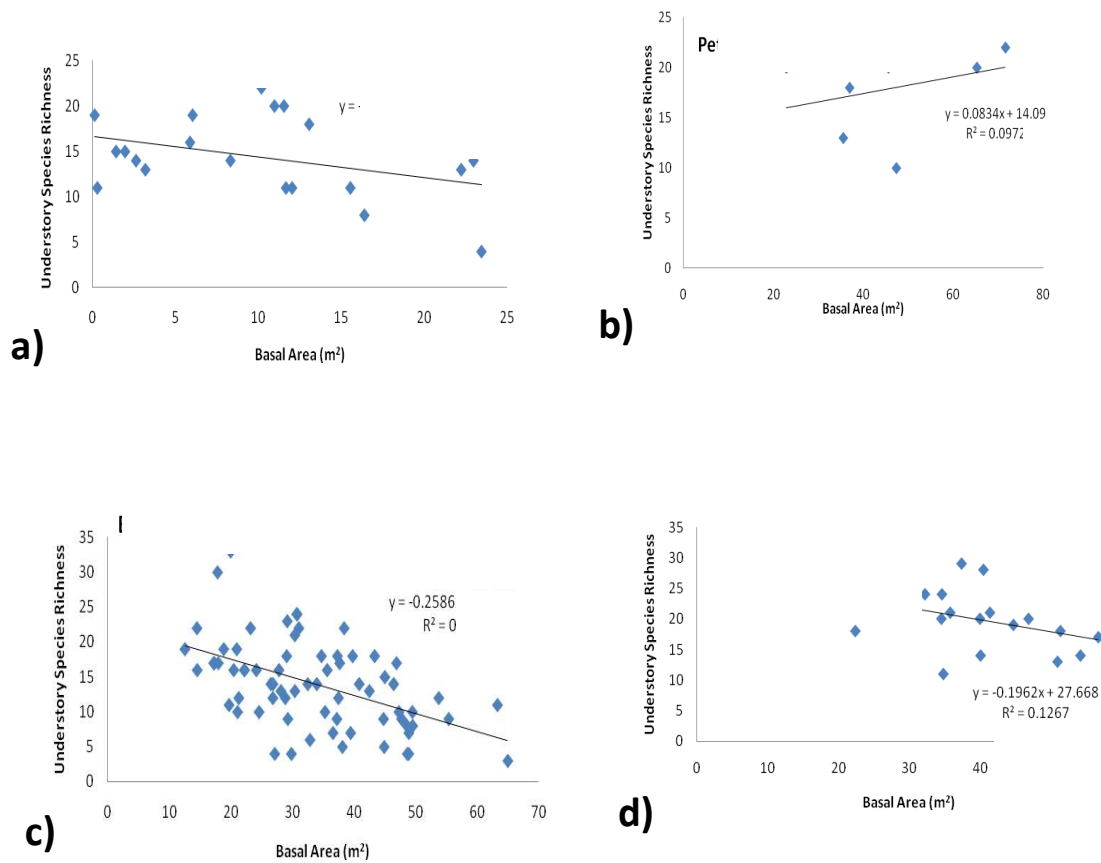 25
20
15
10
5
0
Understory Species Richness
y = -
0 5 10 15 20 25
Basal Area (m²)
a)
25
20
15
10
5
0
Understory Species Richness
y = 0.0834x + 14.09
R² = 0.0972
0 20 40 60 80
Basal Area (m²)
b)
35
30
25
20
15
10
5
0
Understory Species Richness
y = -0.2586
R² = 0
0 10 20 30 40 50 60 70
Basal Area (m²)
c)
35
30
25
20
15
10
5
0
Understory Species Richness
y = -0.1962x + 27.668
R² = 0.1267
0 10 20 30 40
Basal Area (m²)
d)